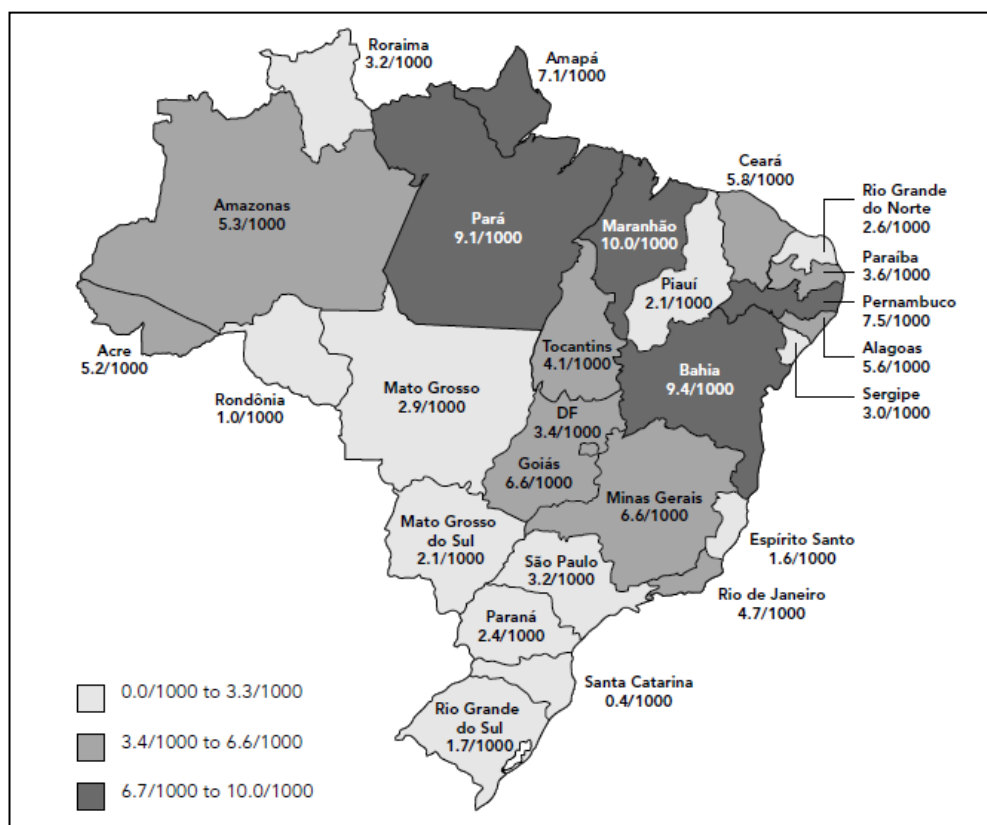 Roraima
3.2/1000
Amapá
7.1/1000
Ceará
5.8/1000
Rio Grande
do Norte
2.6/1000
Amazonas
5.3/1000
Pará
9.1/1000
Maranhão
10.0/1000
Paraíba
3.6/1000
Piauí
2.1/1000
Pernambuco
7.5/1000
Acre
5.2/1000
Tocantins
4.1/1000
Alagoas
5.6/1000
Rondônia
1.0/1000
Mato Grosso
2.9/1000
Bahia
9.4/1000
Sergipe
3.0/1000
DF
3.4/1000
Goiás
6.6/1000
Minas Gerais
6.6/1000
Mato Grosso
do Sul
2.1/1000
Espírito Santo
1.6/1000
São Paulo
3.2/1000
Rio de Janeiro
4.7/1000
Paraná
2.4/1000
Santa Catarina
0.4/1000
Rio Grande
do Sul
1.7/1000
0.0/1000 to 3.3/1000
3.4/1000 to 6.6/1000
6.7/1000 to 10.0/1000